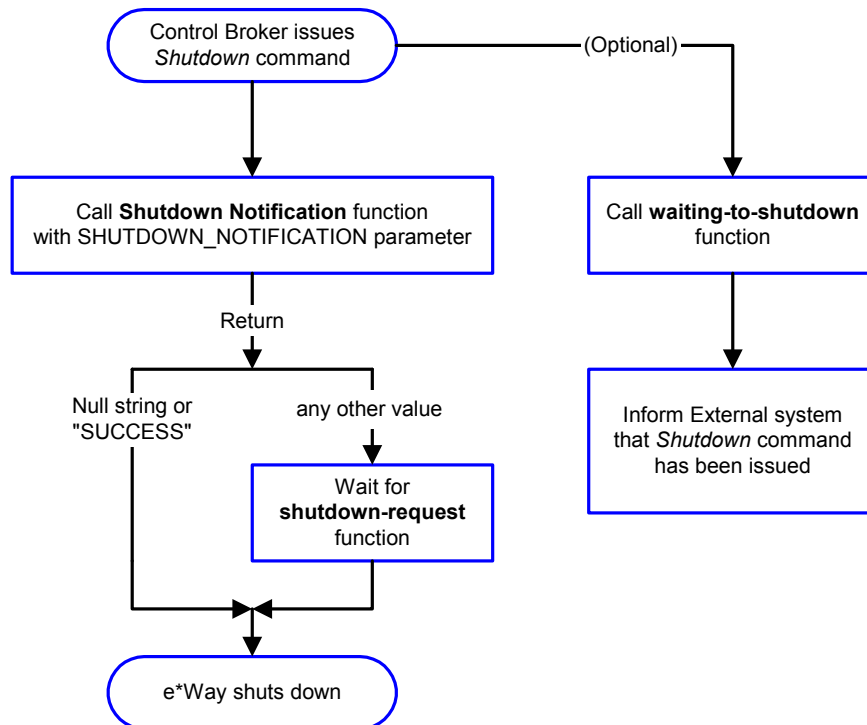 Control Broker issues
Shutdown command
(Optional)
Call Shutdown Notification function
with SHUTDOWN_NOTIFICATION parameter
Call waiting-to-shutdown
function
Return
Null string or
"SUCCESS"
any other value
Inform External system
that Shutdown command
has been issued
Wait for
shutdown-request
function
e*Way shuts down